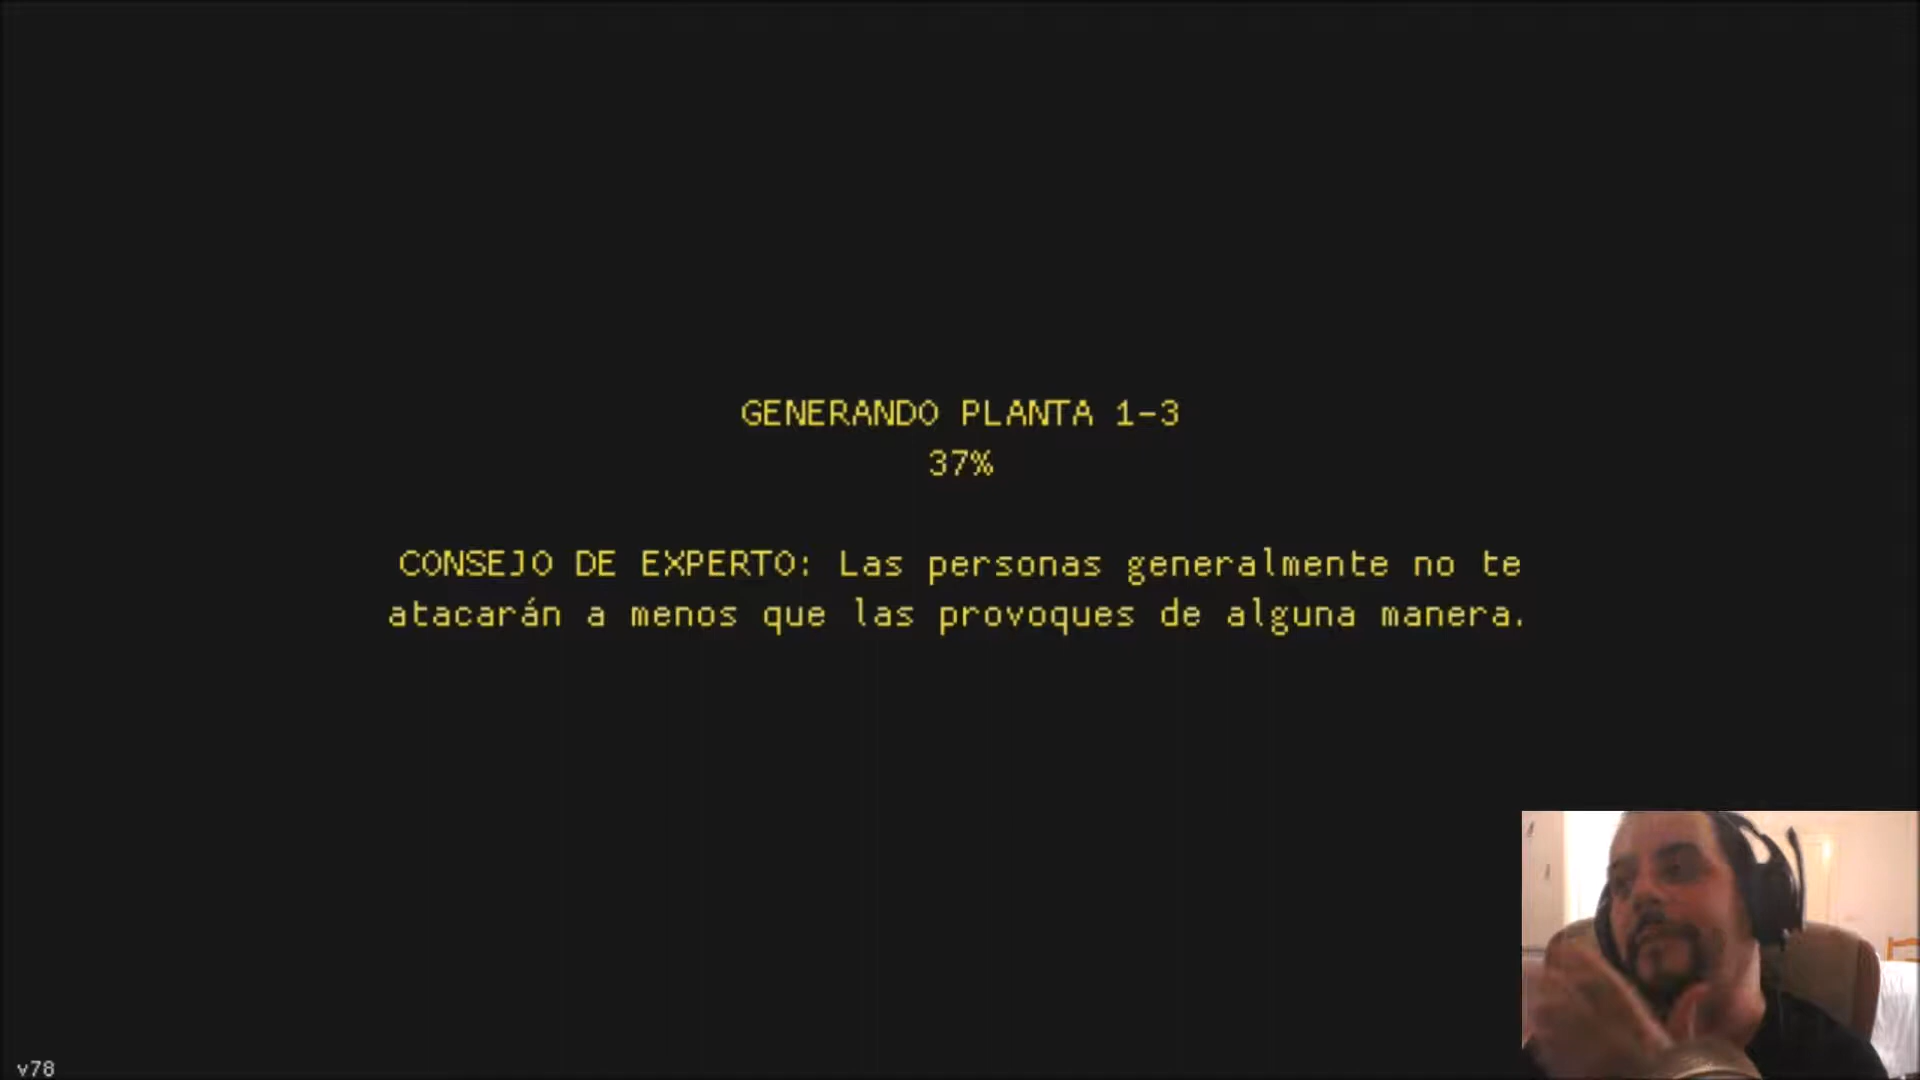 GENERANDO PLANTA 1-3
37%
CONSEJO DE EXPERTO: Las personas generalmente no te
atacarán a menos que las provoques de alguna manera.
v78